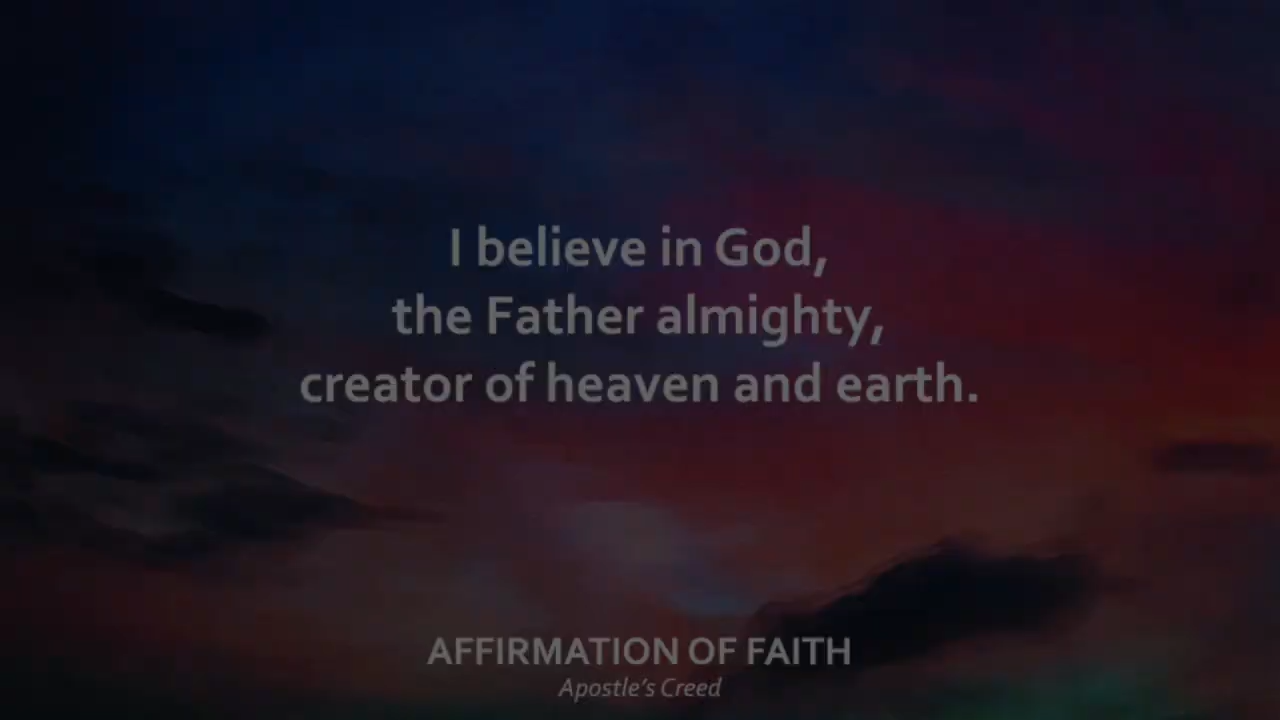 I believe in God,
the Father almighty,
creator of heaven and earth.
AFFIRMATION OF FAITH
Apostle's Creed